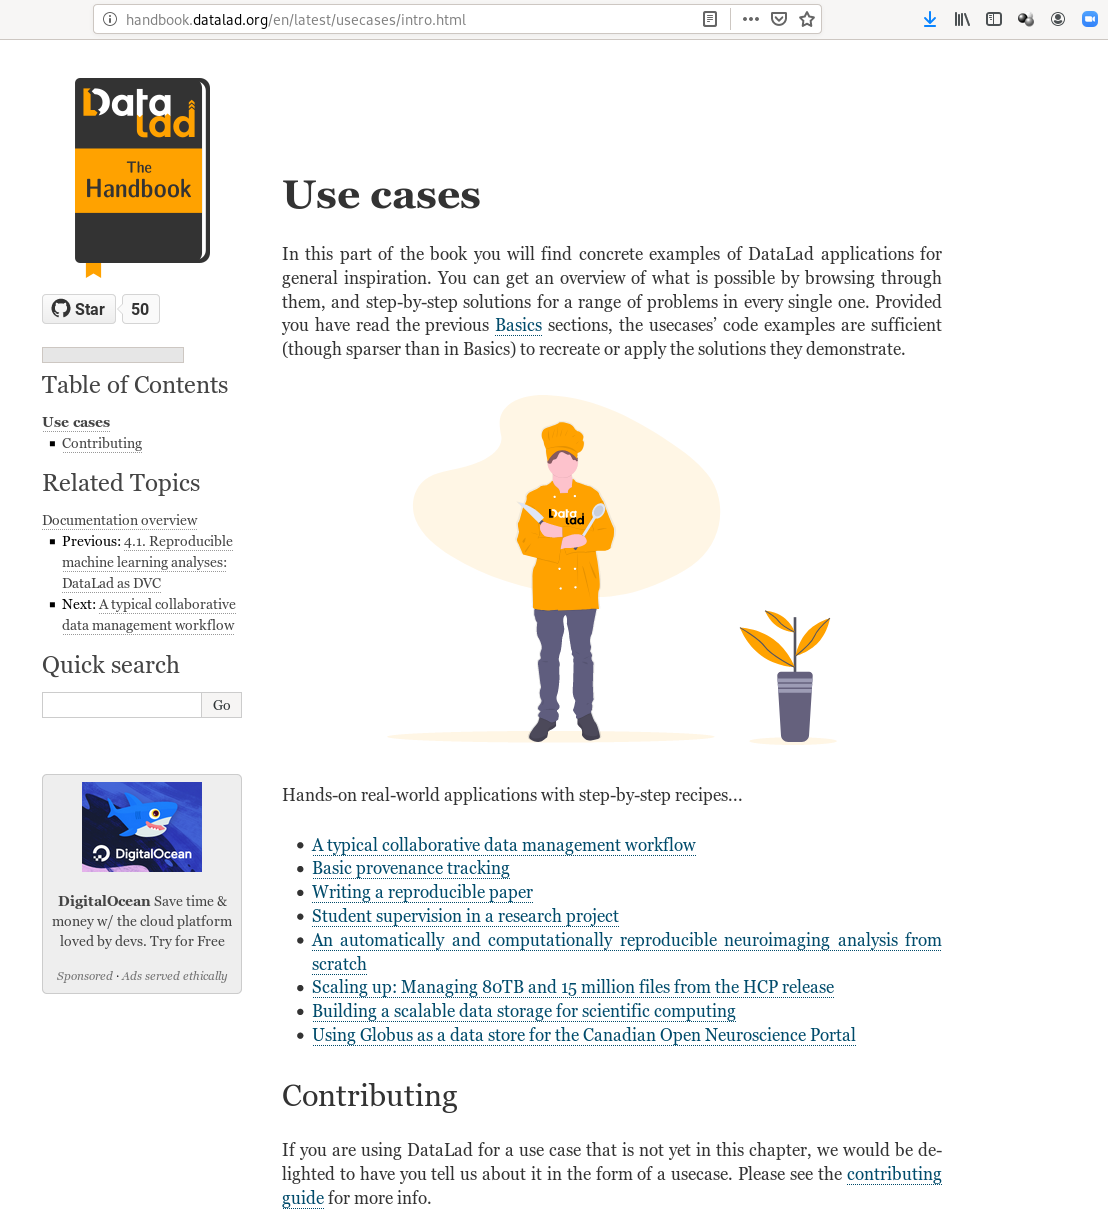 handbook.datalad.org/en/latest/usecases/intro.html
Data
lad
The
Handbook
Star 50
Table of Contents
Use cases
Contributing
Related Topics
Documentation overview
Previous: 4.1. Reproducible
machine learning analyses:
DataLad as DVC
Next: A typical collaborative
data management workflow
Quick search
Go
DigitalOcean
DigitalOcean Save time &
money w/ the cloud platform
loved by devs. Try for Free
Sponsored · Ads served ethically
Use cases
In this part of the book you will find concrete examples of DataLad applications for
general inspiration. You can get an overview of what is possible by browsing through
them, and step-by-step solutions for a range of problems in every single one. Provided
you have read the previous Basics sections, the usecases’ code examples are sufficient
(though sparser than in Basics) to recreate or apply the solutions they demonstrate.
Data
lad
Hands-on real-world applications with step-by-step recipes…
A typical collaborative data management workflow
Basic provenance tracking
Writing a reproducible paper
Student supervision in a research project
An automatically and computationally reproducible neuroimaging analysis from
scratch
Scaling up: Managing 80TB and 15 million files from the HCP release
Building a scalable data storage for scientific computing
Using Globus as a data store for the Canadian Open Neuroscience Portal
Contributing
If you are using DataLad for a use case that is not yet in this chapter, we would be de-
lighted to have you tell us about it in the form of a usecase. Please see the contributing
guide for more info.